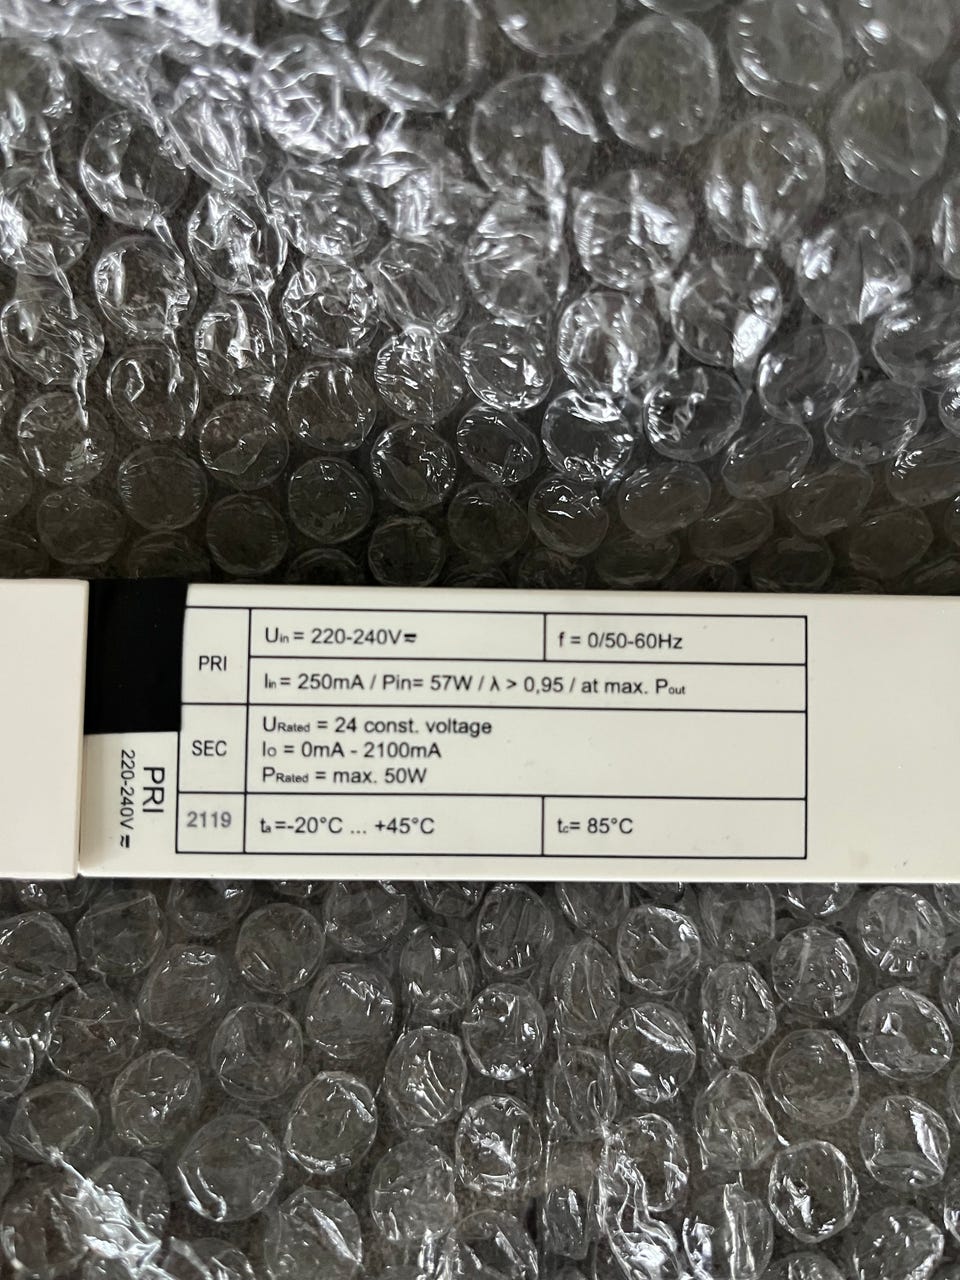 PRI
220-240V ⎓
PRI
Uin = 220-240V⎓
f = 0/50-60Hz
Iin = 250mA / Pin= 57W / λ > 0,95 / at max. Pout
SEC
URated = 24 const. voltage
Io = 0mA - 2100mA
PRated = max. 50W
2119
ta =-20°C ... +45°C
tc= 85°C